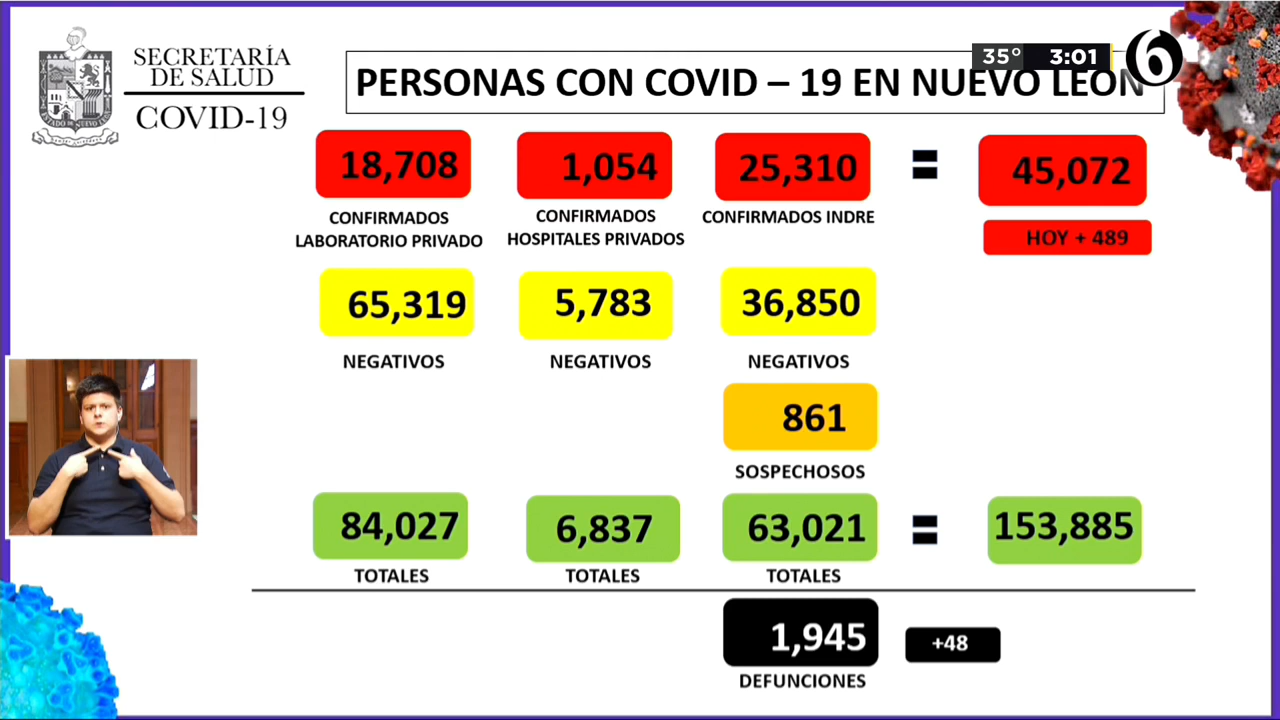 SECRETARÍA
DE SALUD
COVID-19
35° 3:01 6
PERSONAS CON COVID – 19 EN NUEVO LEÓN
18,708 1,054 25,310 = 45,072
CONFIRMADOS
LABORATORIO PRIVADO
CONFIRMADOS
HOSPITALES PRIVADOS
CONFIRMADOS INDRE
HOY + 489
65,319 5,783 36,850
NEGATIVOS NEGATIVOS NEGATIVOS
861
SOSPECHOSOS
84,027 6,837 63,021 = 153,885
TOTALES TOTALES TOTALES
1,945 +48
DEFUNCIONES